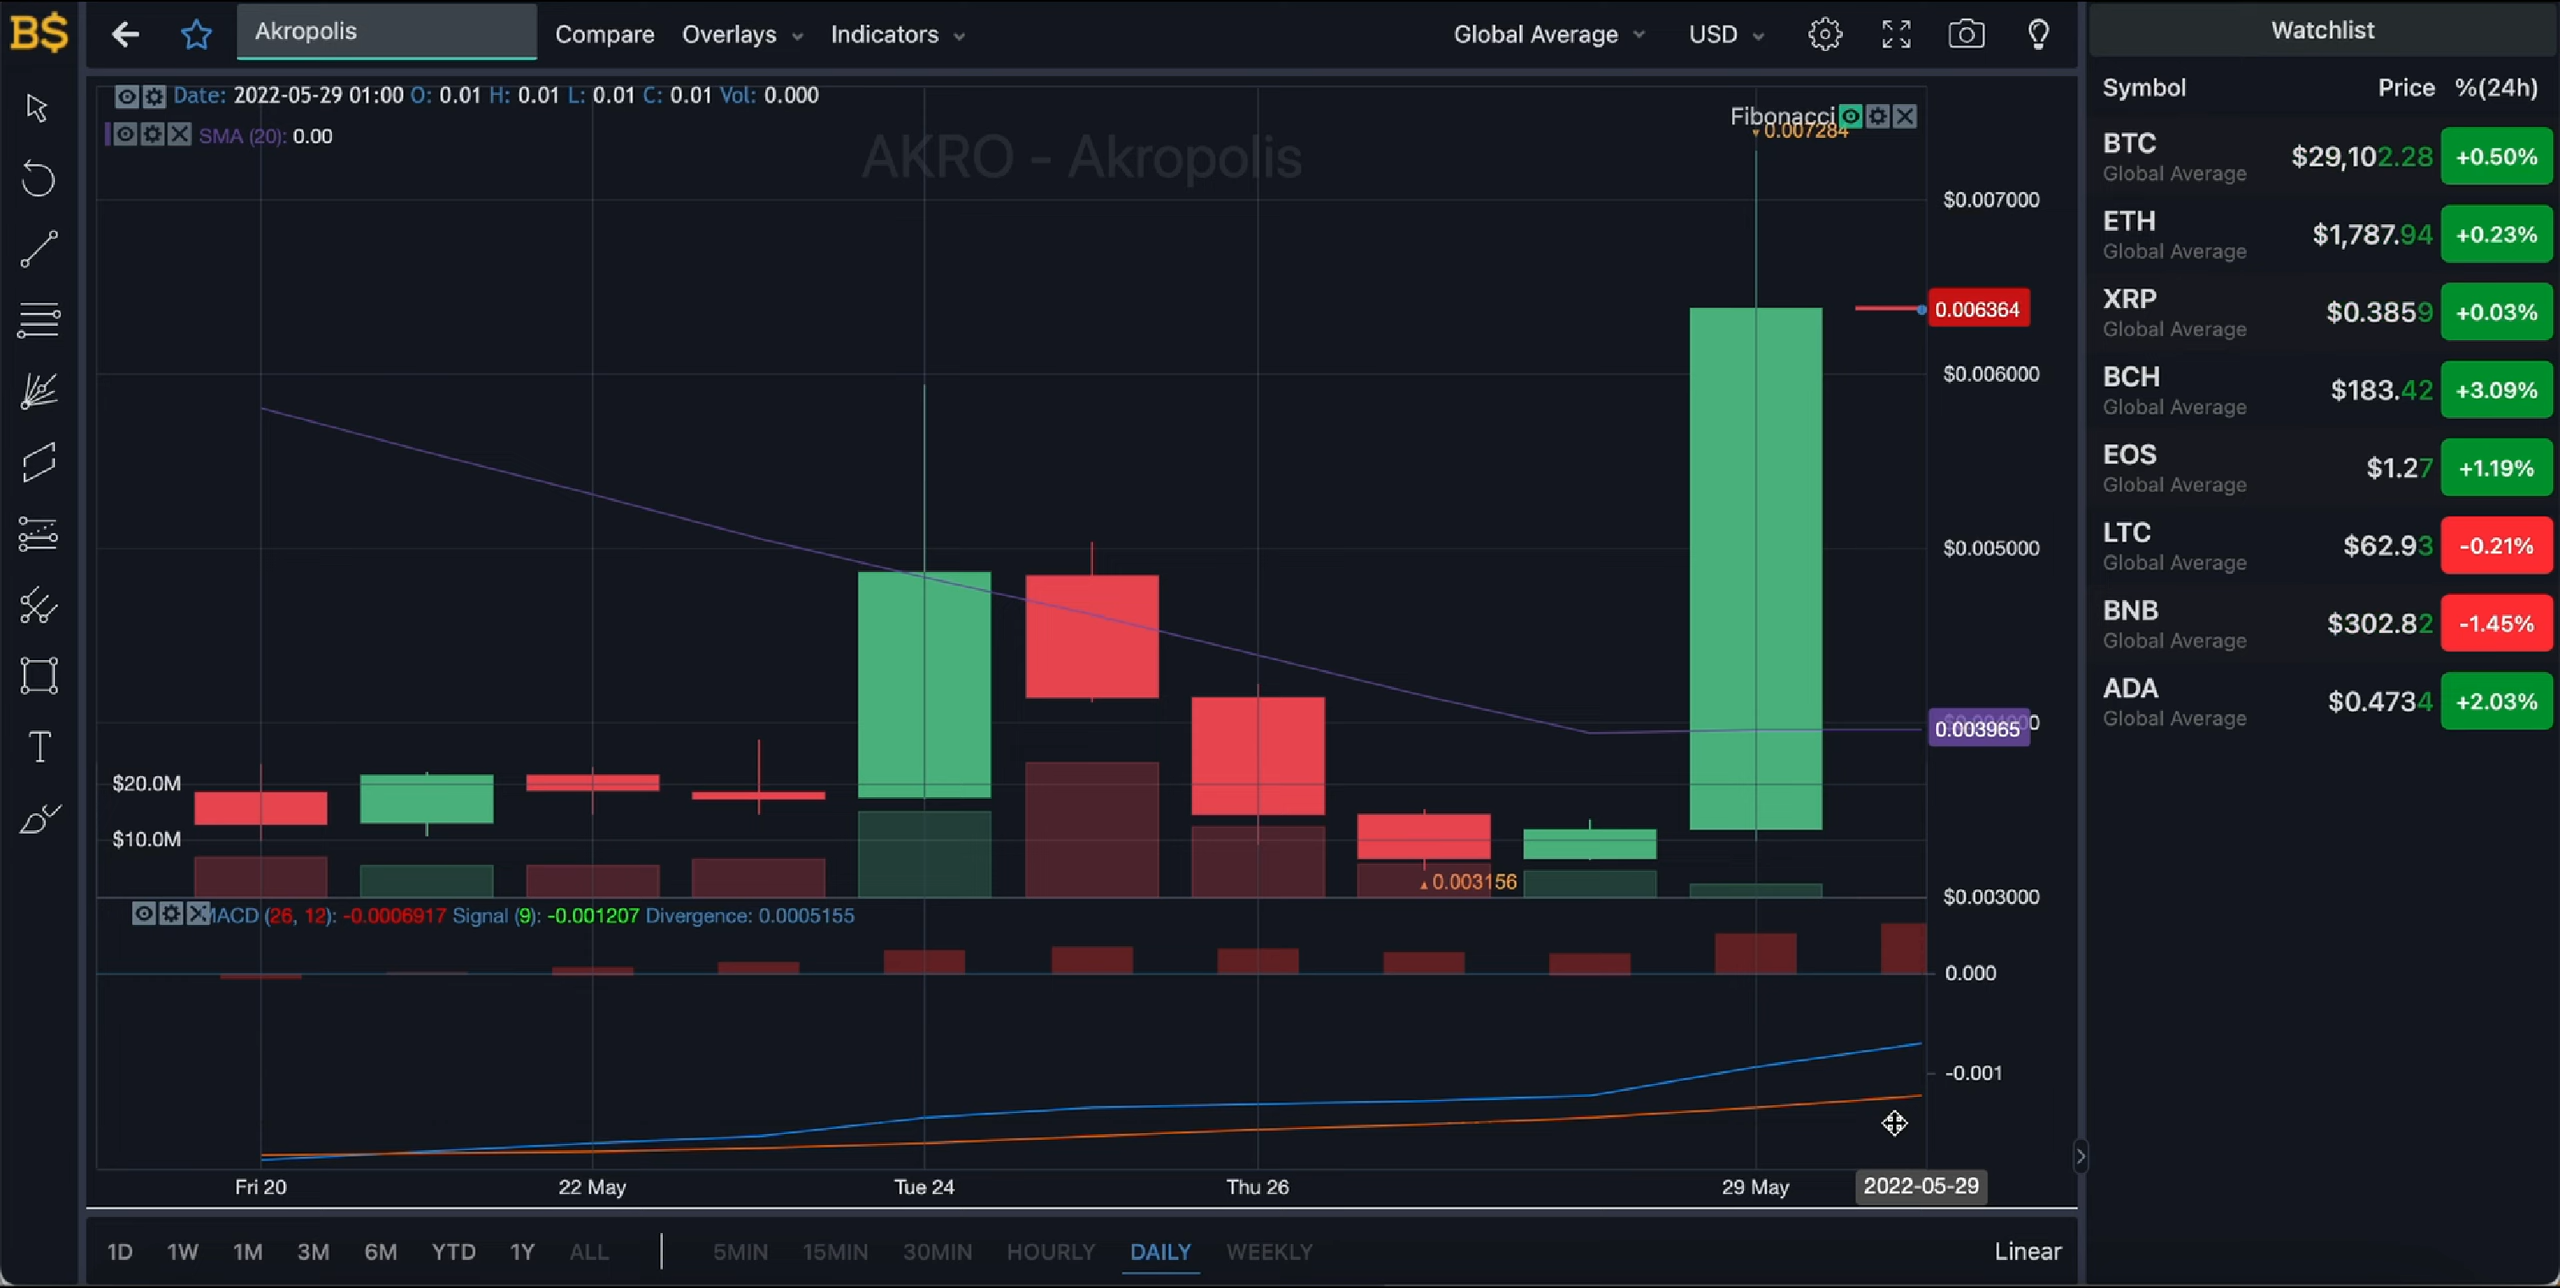 B$
Akropolis
Compare
Overlays
Indicators
Global Average
USD
Date: 2022-05-29 01:00 O: 0.01 H: 0.01 L: 0.01 C: 0.01 Vol: 0.000
SMA (20): 0.00
AKRO - Akropolis
Fibonacci
0.007284
$0.007000
0.006364
$0.006000
$0.005000
0.003965
$20.0M
$10.0M
0.003156
$0.003000
MACD (26, 12): -0.0006917 Signal (9): -0.001207 Divergence: 0.0005155
0.000
-0.001
Fri 20
22 May
Tue 24
Thu 26
29 May
2022-05-29
1D 1W 1M 3M 6M YTD 1Y ALL
5MIN 15MIN 30MIN HOURLY DAILY WEEKLY
Linear
Watchlist
Symbol Price %(24h)
BTC $29,102.28 +0.50%
Global Average
ETH $1,787.94 +0.23%
Global Average
XRP $0.3859 +0.03%
Global Average
BCH $183.42 +3.09%
Global Average
EOS $1.27 +1.19%
Global Average
LTC $62.93 -0.21%
Global Average
BNB $302.82 -1.45%
Global Average
ADA $0.4734 +2.03%
Global Average